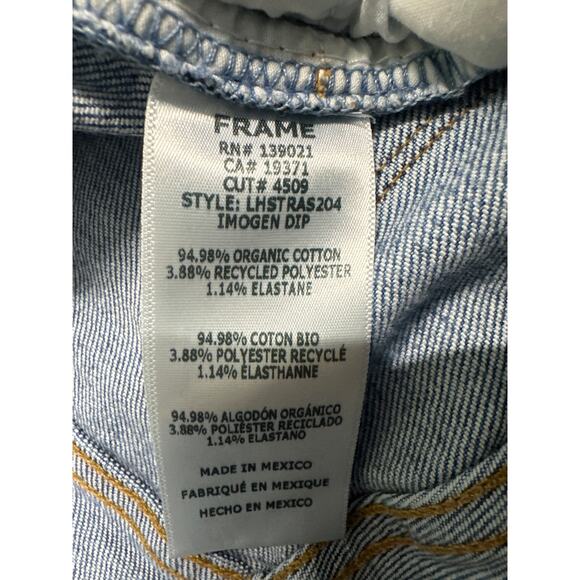 FRAME
RN# 139021
CA# 19371
CUT# 4509
STYLE: LHSTRAS204
IMOGEN DIP
94.98% ORGANIC COTTON
3.88% RECYCLED POLYESTER
1.14% ELASTANE
94.98% COTON BIO
3.88% POLYESTER RECYCLÉ
1.14% ÉLASTHANNE
94.98% ALGODÓN ORGÁNICO
3.88% POLIÉSTER RECICLADO
1.14% ELASTANO
MADE IN MEXICO
FABRIQUÉ EN MEXIQUE
HECHO EN MEXICO